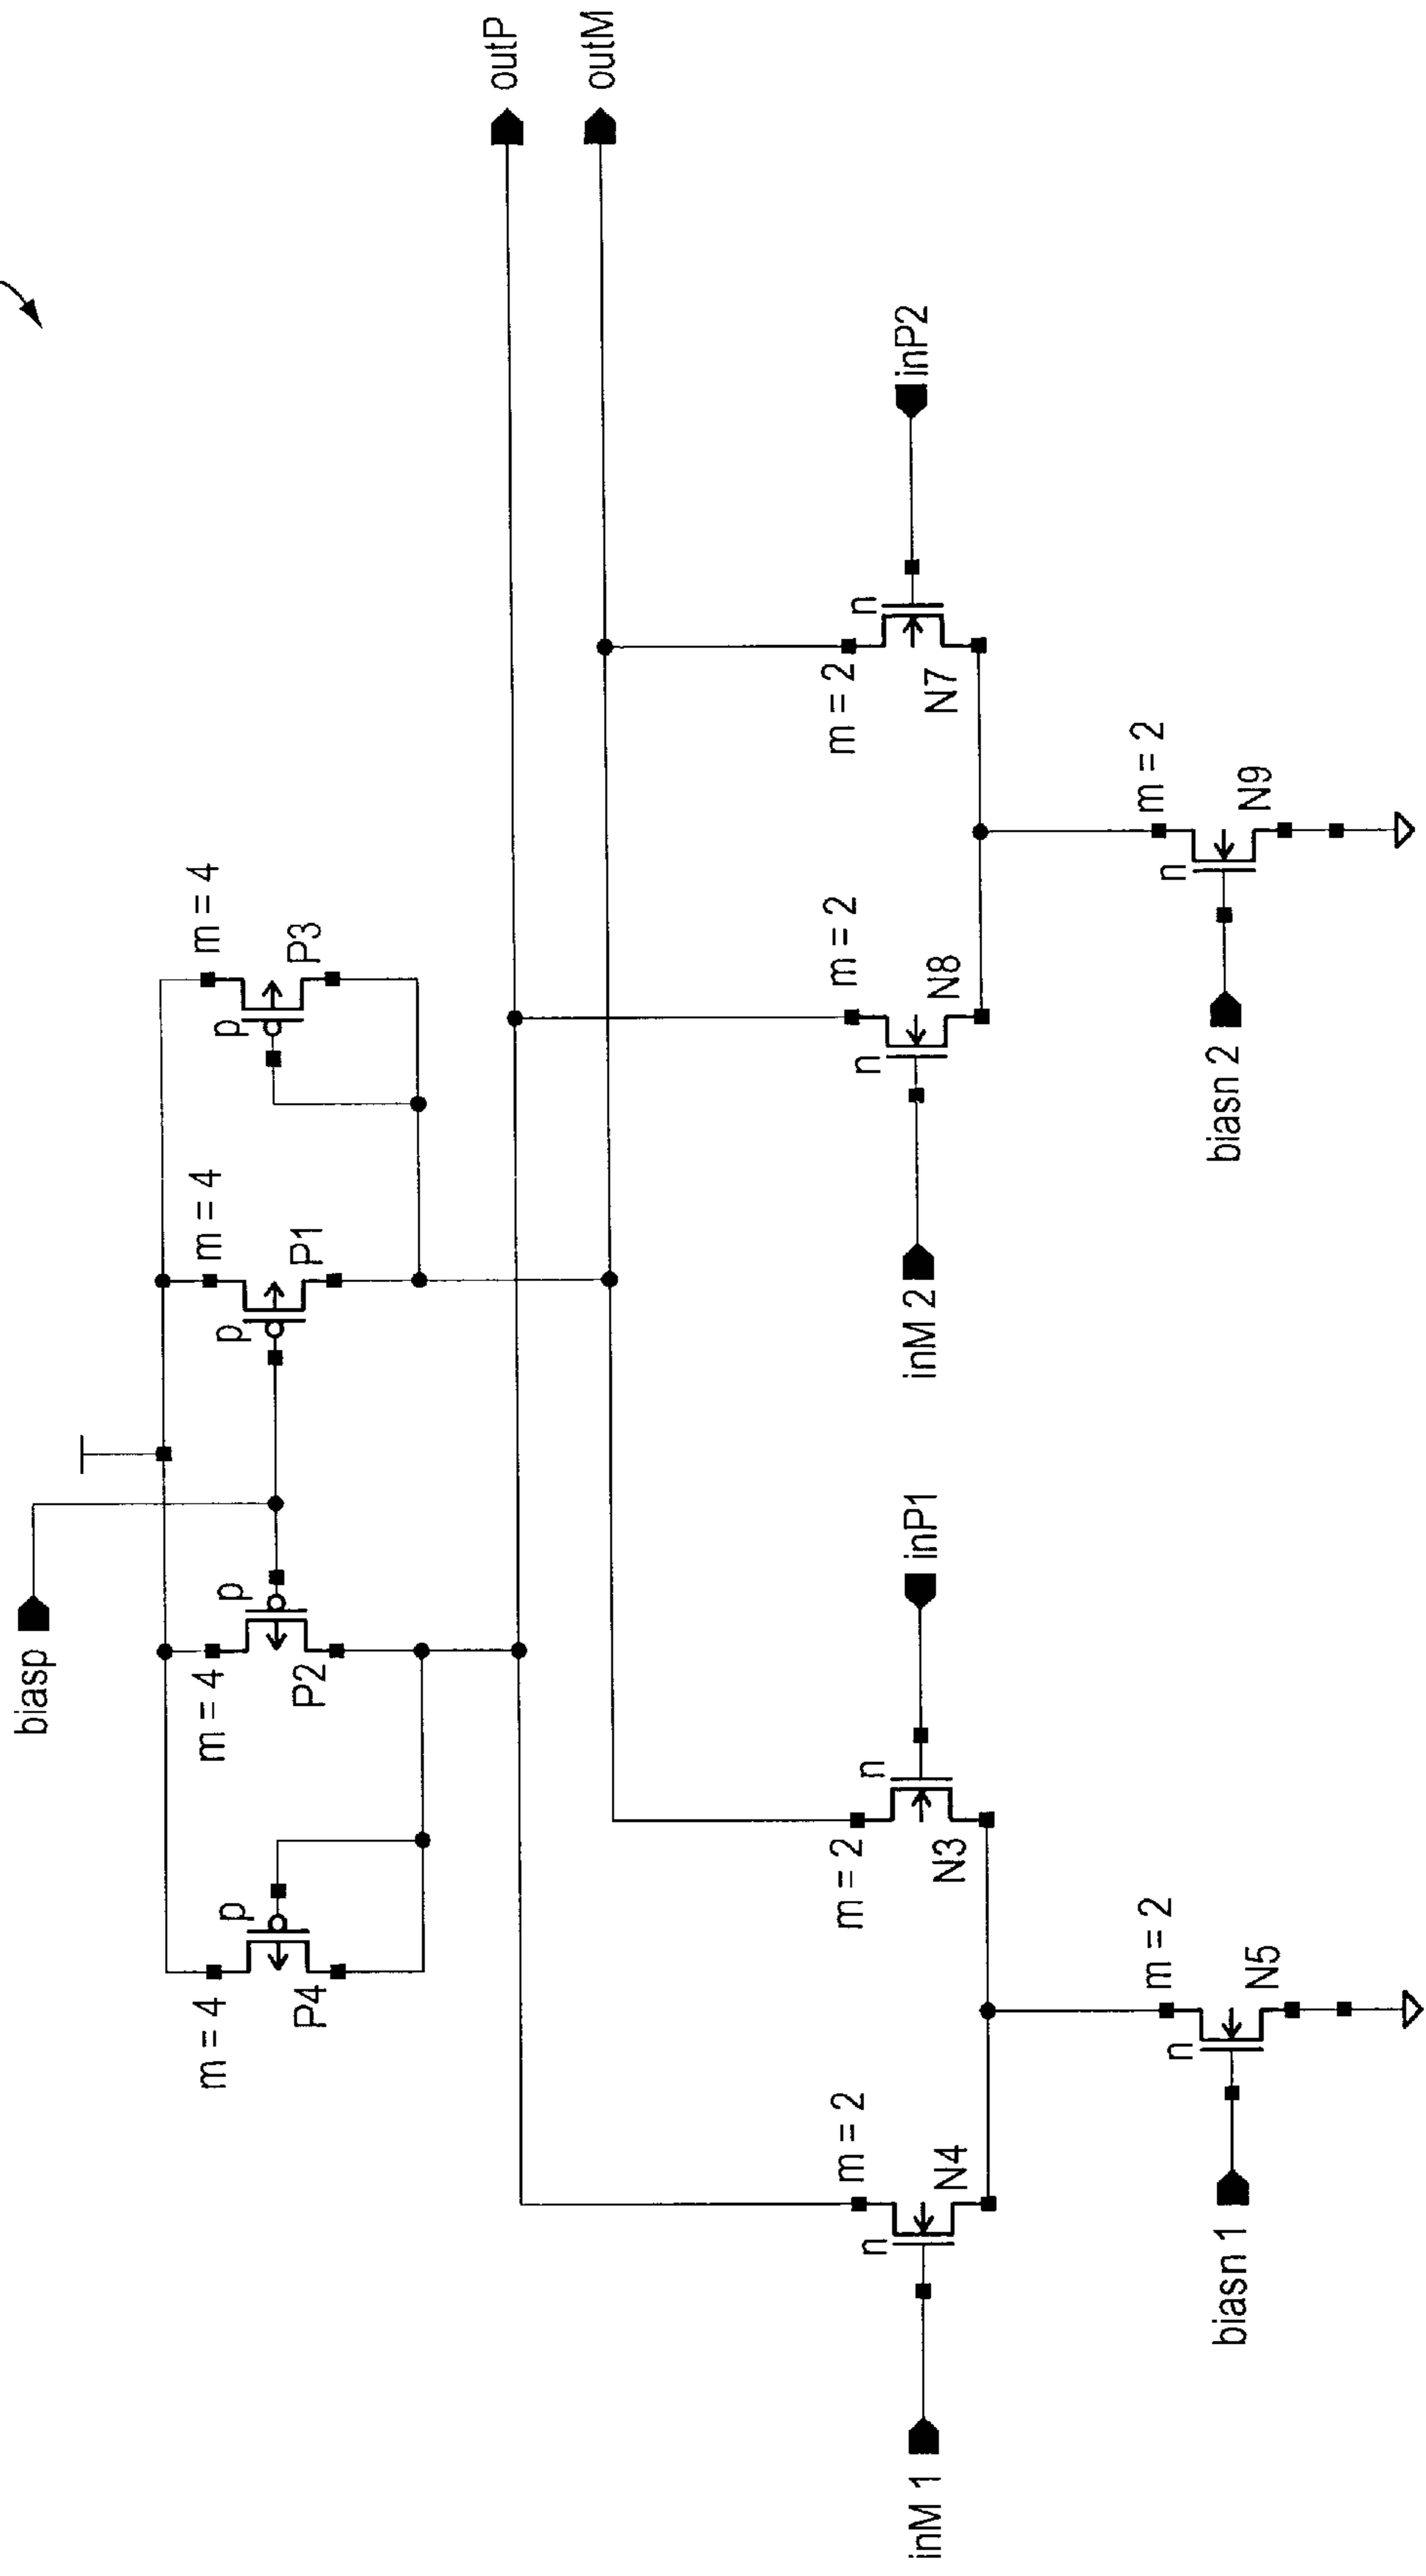 biasp
m = 4
p
P4
m = 4
p
P2
m = 4
p
P1
m = 4
p
P3
outP
outM
inM 1
n
m = 2
N4
m = 2
n
N3
inP1
inM 2
n
m = 2
N8
m = 2
n
N7
inP2
biasn 1
n
m = 2
N5
biasn 2
n
m = 2
N9